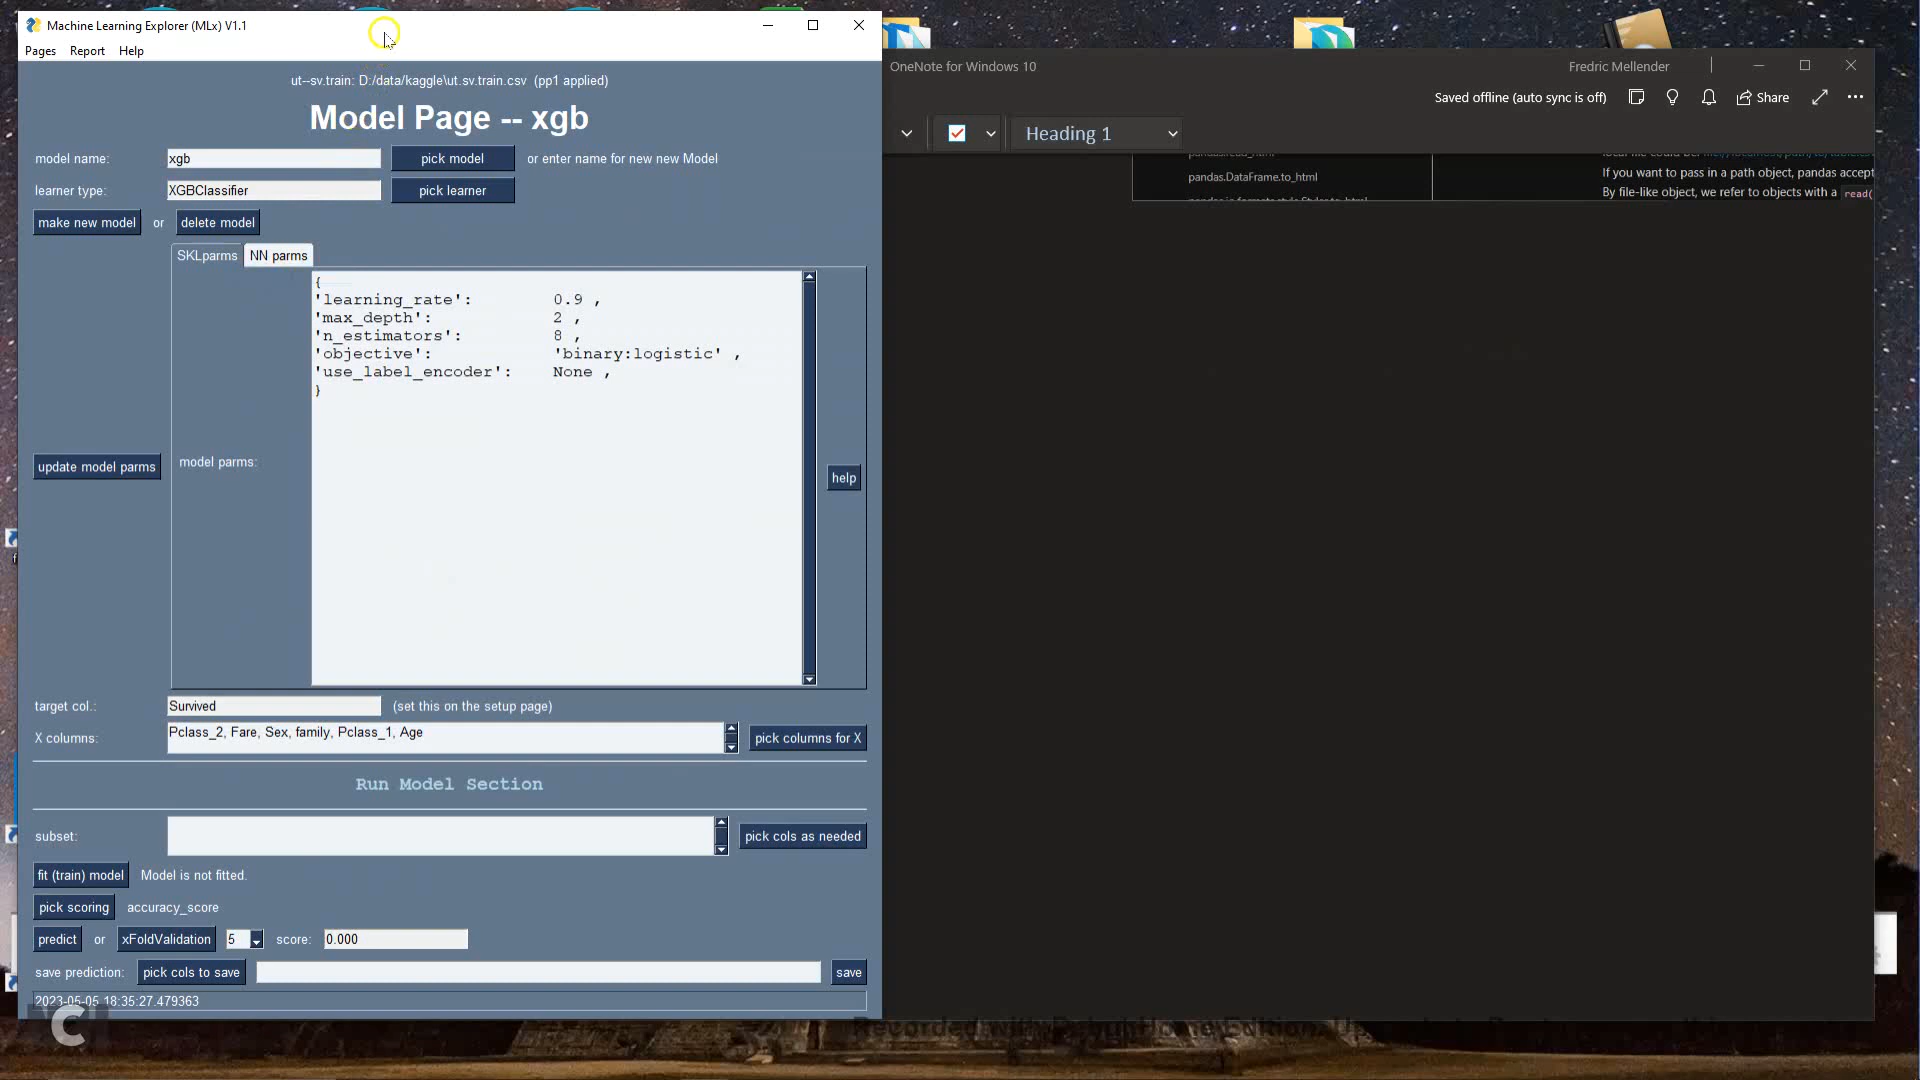 Machine Learning Explorer (MLx) V1.1
Pages Report Help
ut--sv.train: D:/data/kaggle\ut.sv.train.csv (pp1 applied)
Model Page -- xgb
model name: xgb pick model or enter name for new new Model
learner type: XGBClassifier pick learner
make new model or delete model
SKLparms NN parms
{
'learning_rate': 0.9 ,
'max_depth': 2 ,
'n_estimators': 8 ,
'objective': 'binary:logistic' ,
'use_label_encoder': None ,
}
update model parms model parms: help
target col.: Survived (set this on the setup page)
X columns: Pclass_2, Fare, Sex, family, Pclass_1, Age pick columns for X
Run Model Section
subset: pick cols as needed
fit (train) model Model is not fitted.
pick scoring accuracy_score
predict or xFoldValidation 5 score: 0.000
save prediction: pick cols to save save
2023-05-05 18:35:27.479363
OneNote for Windows 10 Fredric Mellender
Saved offline (auto sync is off) Share
Heading 1
pandas.DataFrame.to_html
If you want to pass in a path object, pandas accept
By file-like object, we refer to objects with a read(